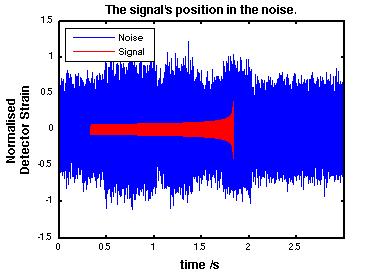 The signal's position in the noise.
Noise
Signal
1.5
1
0.5
0
-0.5
-1
-1.5
Normalised
Detector Strain
0 0.5 1 1.5 2 2.5
time /s